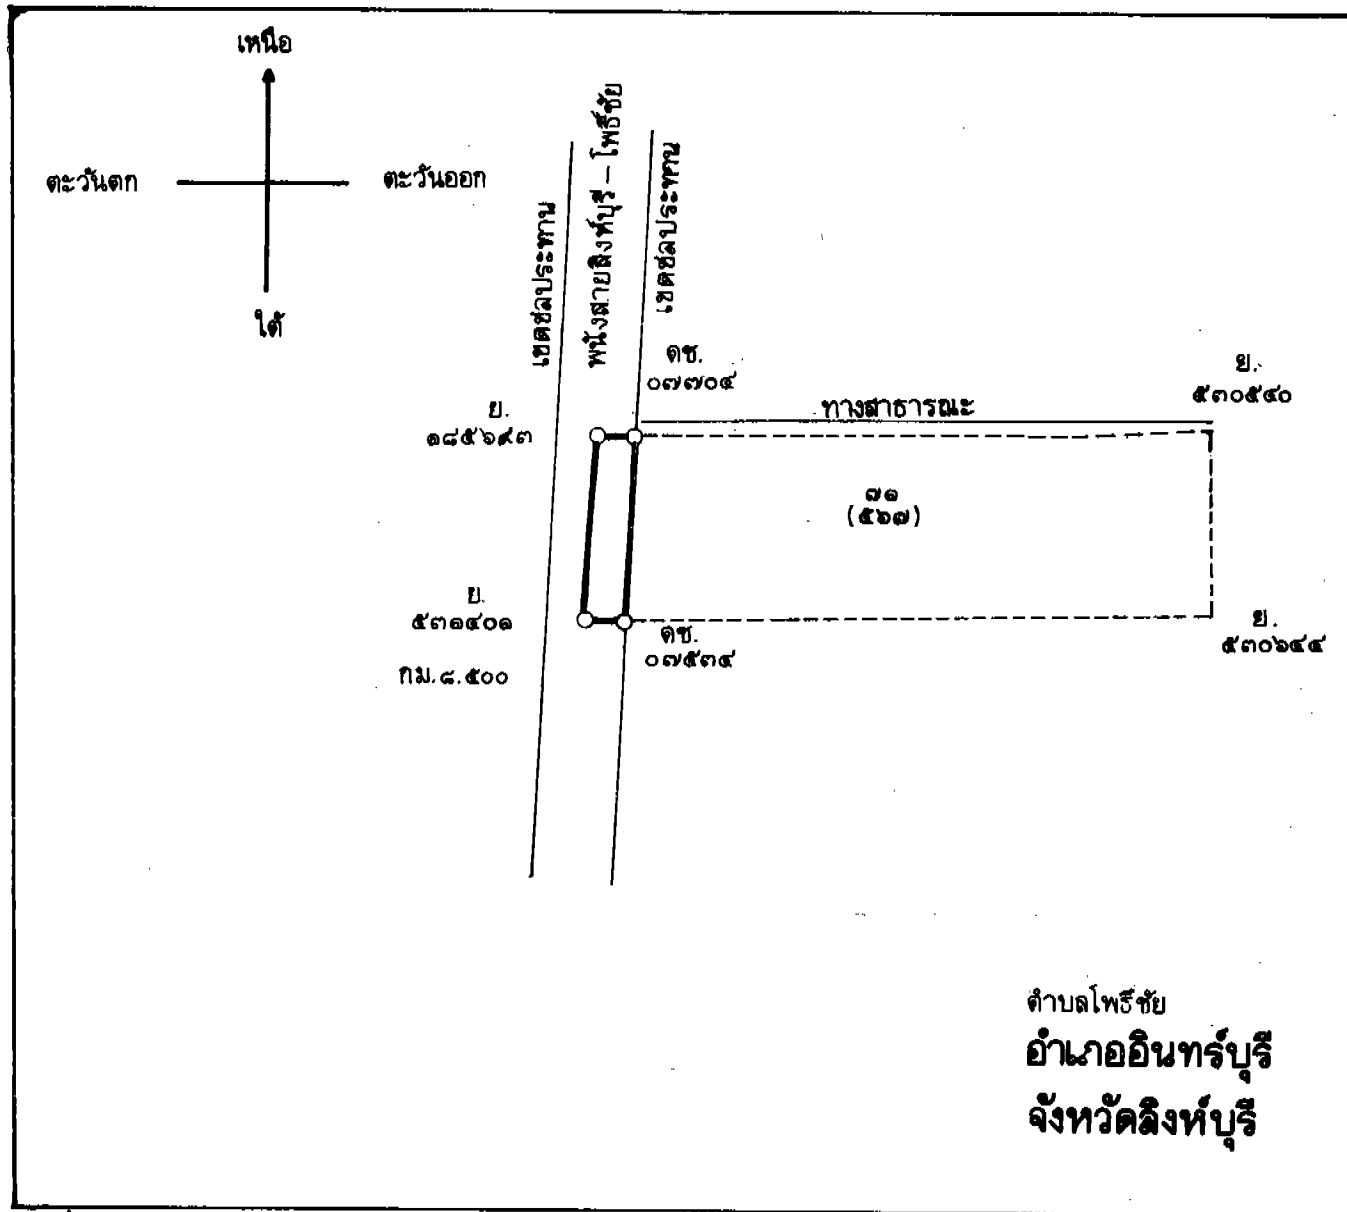 เหนือ
ตะวันตก
ตะวันออก
ใต้
เขตชลประทาน
พนังสายสิงห์บุรี – โพธิ์ชัย
เขตชลประทาน
ดช.
๐๗๗๐๔
ย.
๕๓๐๕๔๐
ทางสาธารณะ
ย.
๑๘๕๖๙๓
๗๑
(๕๖๗)
ย.
๕๓๑๔๐๑
ดช.
๐๗๕๓๔
ย.
๕๓๐๖๔๔
กม.๘.๕๐๐
ตำบลโพธิ์ชัย
อำเภออินทร์บุรี
จังหวัดสิงห์บุรี